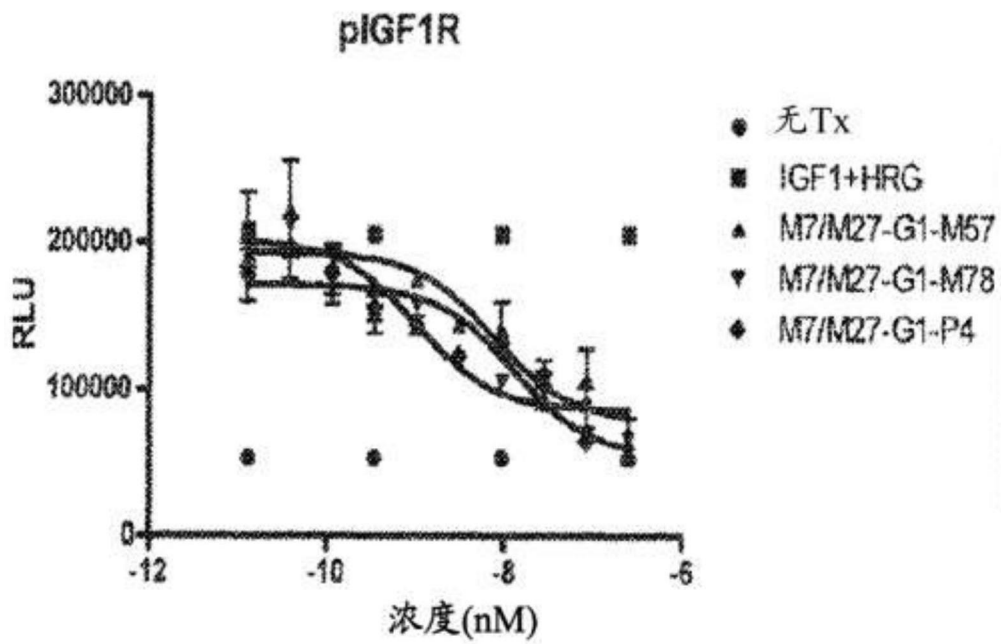 pIGF1R
300000
200000
100000
0
RLU
-12
-10
-8
-6
浓度(nM)
无Tx
IGF1+HRG
M7/M27-G1-M57
M7/M27-G1-M78
M7/M27-G1-P4